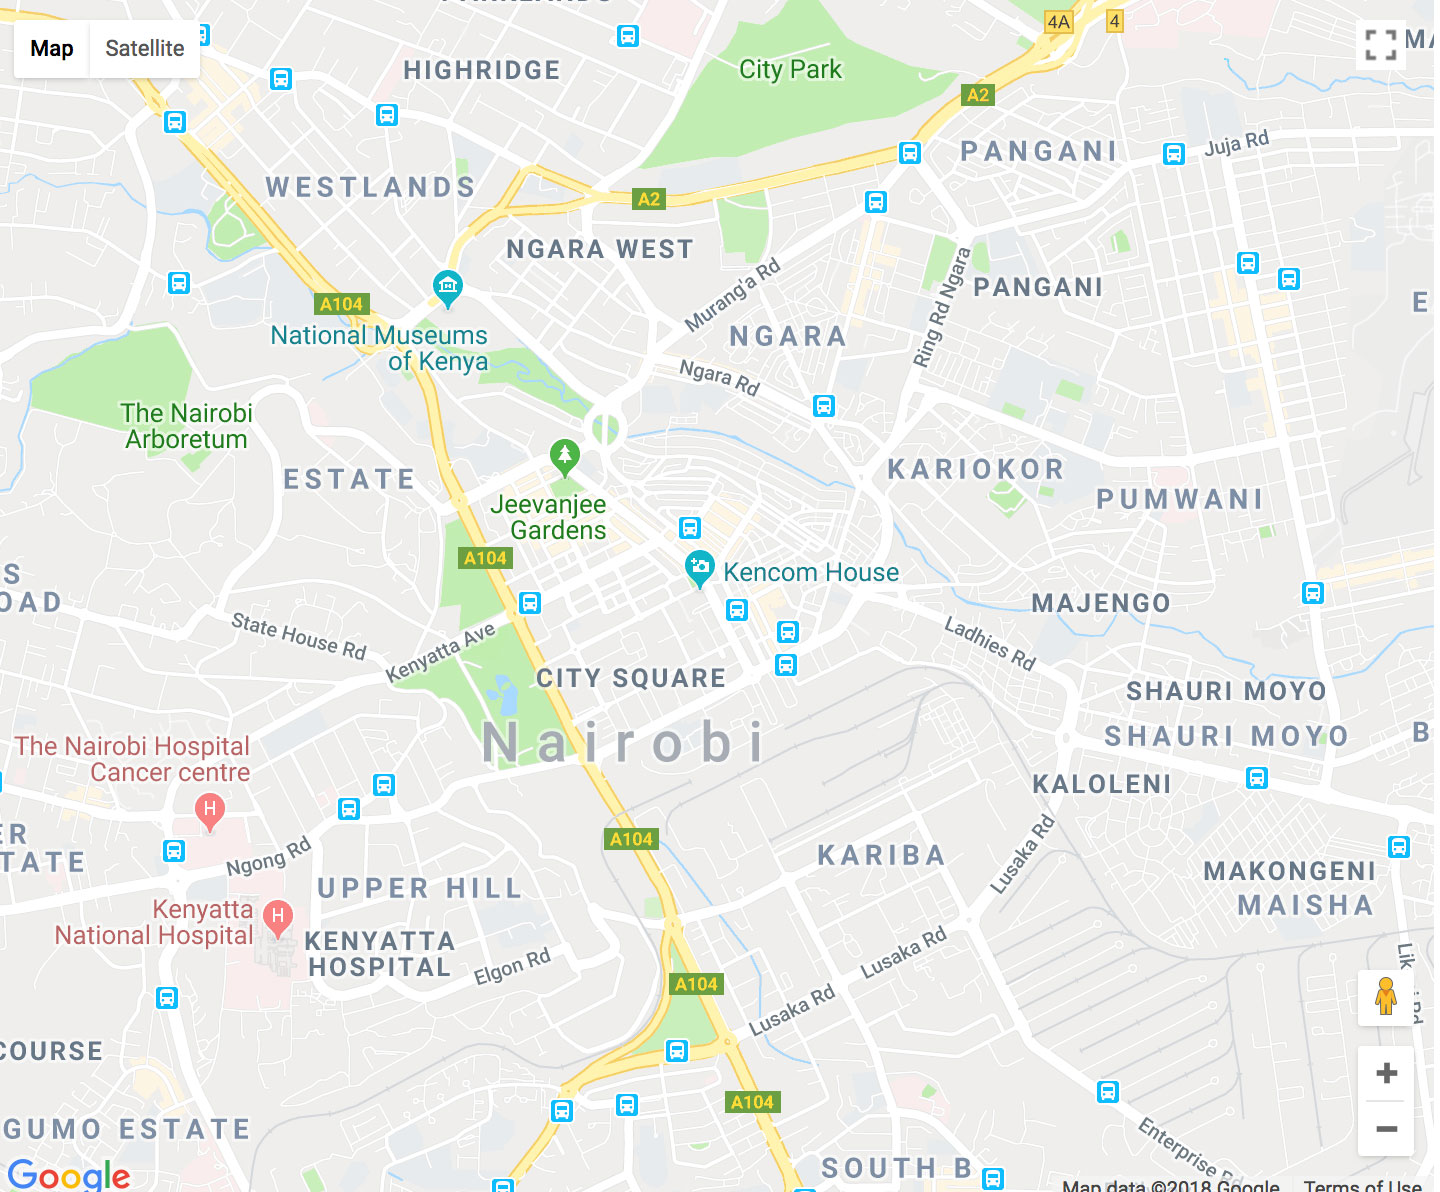 4A
4
Map
Satellite
HIGHRIDGE
City Park
A2
PANGANI
Juja Rd
WESTLANDS
A2
NGARA WEST
PANGANI
Murang'a Rd
Ring Rd Ngara
A104
National Museums
of Kenya
NGARA
Ngara Rd
The Nairobi
Arboretum
ESTATE
KARIOKOR
PUMWANI
Jeevanjee
Gardens
A104
Kencom House
S
OAD
MAJENGO
State House Rd
Kenyatta Ave
Ladhies Rd
CITY SQUARE
SHAURI MOYO
SHAURI MOYO
Nairobi
The Nairobi Hospital
Cancer centre
H
KALOLENI
A104
ER
TATE
Ngong Rd
KARIBA
Lusaka Rd
MAKONGENI
MAISHA
UPPER HILL
Kenyatta
National Hospital
H
KENYATTA
HOSPITAL
Elgon Rd
Lusaka Rd
Lik
A104
Lusaka Rd
COURSE
A104
GUMO ESTATE
Enterprise Rd
SOUTH B
Google
Map data ©2018 Google
Terms of Use